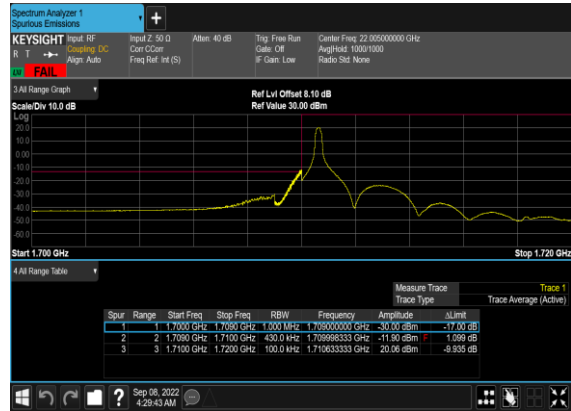 Spectrum Analyzer 1
Spurious Emissions
KEYSIGHT Input: RF Input Z: 50 Ω Atten: 40 dB Trig: Free Run Center Freq: 22.005000000 GHz
R T Coupling: DC Corr CCorr Gate: Off Avg|Hold: 1000/1000
Align: Auto Freq Ref: Int (S) IF Gain: Low Radio Std: None
FAIL
3 All Range Graph
Ref Lvl Offset 8.10 dB
Scale/Div 10.0 dB Ref Value 30.00 dBm
Log
20.0
10.0
0.00
-10.0
-20.0
-30.0
-40.0
-50.0
-60.0
Start 1.700 GHz Stop 1.720 GHz
4 All Range Table
Measure Trace Trace 1
Trace Type Trace Average (Active)
Spur Range Start Freq Stop Freq RBW Frequency Amplitude ΔLimit
1 1 1.7000 GHz 1.7090 GHz 1.000 MHz 1.709000000 GHz -30.00 dBm -17.00 dB
2 2 1.7090 GHz 1.7100 GHz 430.0 kHz 1.709998333 GHz -11.90 dBm F 1.099 dB
3 3 1.7100 GHz 1.7200 GHz 100.0 kHz 1.710633333 GHz 20.06 dBm -9.935 dB
? Sep 08, 2022
4:29:43 AM